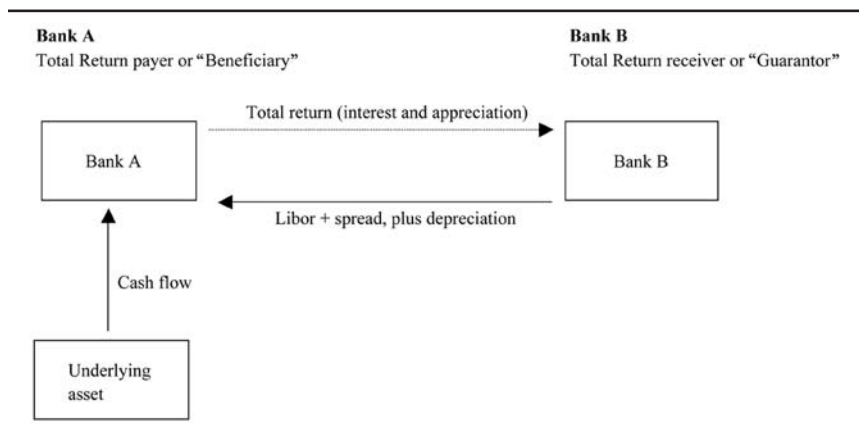 Bank A
Total Return payer or “Beneficiary”
Bank B
Total Return receiver or “Guarantor”
Total return (interest and appreciation)
Bank A
Bank B
Libor + spread, plus depreciation
Cash flow
Underlying
asset